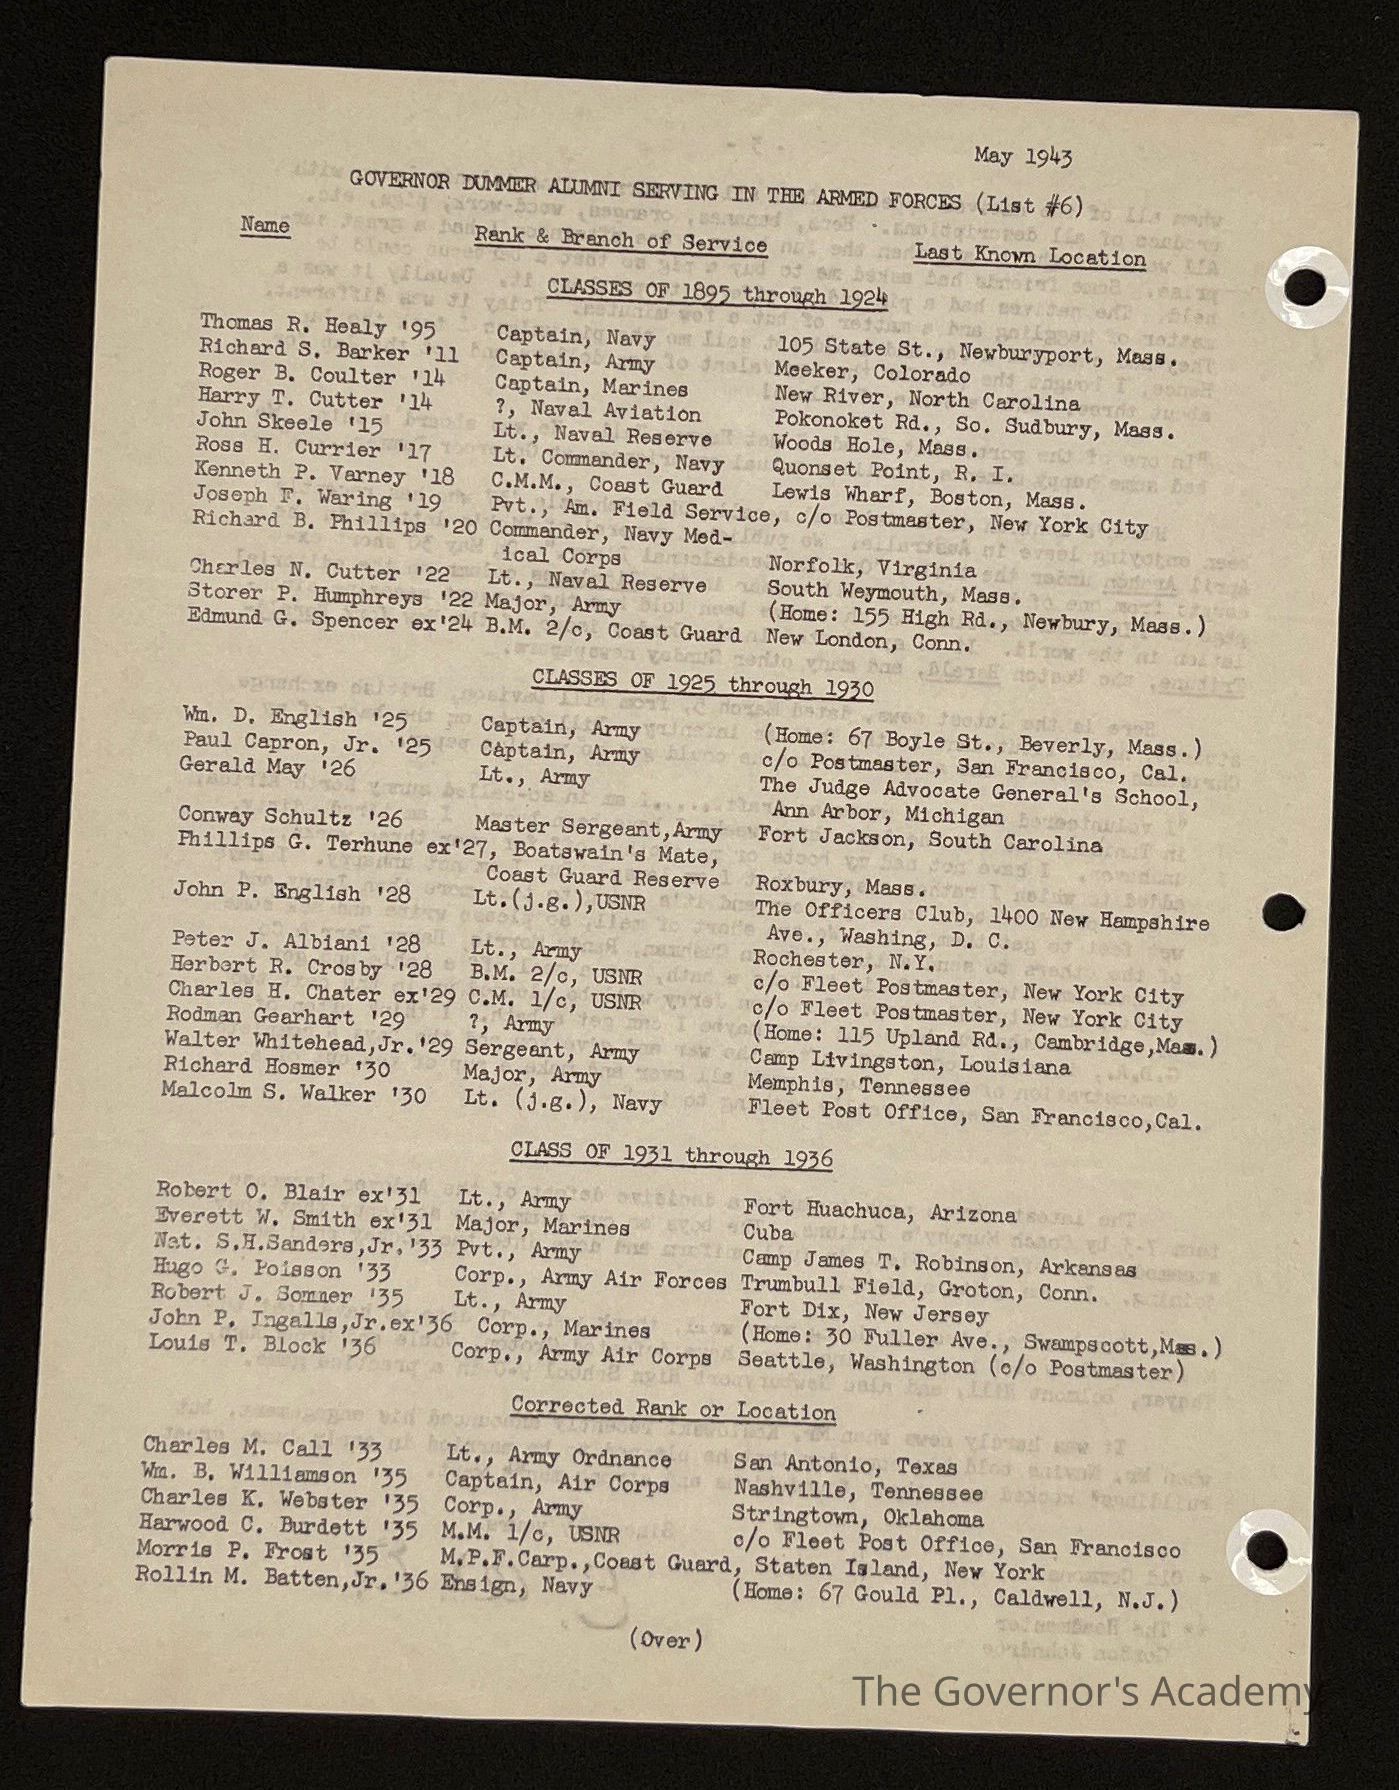 May 1943
GOVERNOR DUMMER ALUMNI SERVING IN THE ARMED FORCES (List #6)
Name Rank & Branch of Service Last Known Location
CLASSES OF 1895 through 1924
Thomas R. Healy '95 Captain, Navy 105 State St., Newburyport, Mass.
Richard S. Barker '11 Captain, Army Meeker, Colorado
Roger B. Coulter '14 Captain, Marines New River, North Carolina
Harry T. Cutter '14 ?, Naval Aviation Pokonoket Rd., So. Sudbury, Mass.
John Skeele '15 Lt., Naval Reserve Woods Hole, Mass.
Ross H. Currier '17 Lt. Commander, Navy Quonset Point, R. I.
Kenneth P. Varney '18 C.M.M., Coast Guard Lewis Wharf, Boston, Mass.
Joseph F. Waring '19 Pvt., Am. Field Service, c/o Postmaster, New York City
Richard B. Phillips '20 Commander, Navy Med-
ical Corps Norfolk, Virginia
Charles N. Cutter '22 Lt., Naval Reserve South Weymouth, Mass.
Storer P. Humphreys '22 Major, Army (Home: 155 High Rd., Newbury, Mass.)
Edmund G. Spencer ex'24 B.M. 2/c, Coast Guard New London, Conn.
CLASSES OF 1925 through 1930
Wm. D. English '25 Captain, Army (Home: 67 Boyle St., Beverly, Mass.)
Paul Capron, Jr. '25 Captain, Army c/o Postmaster, San Francisco, Cal.
Gerald May '26 Lt., Army The Judge Advocate General's School,
Ann Arbor, Michigan
Conway Schultz '26 Master Sergeant,Army Fort Jackson, South Carolina
Phillips G. Terhune ex'27, Boatswain's Mate,
Coast Guard Reserve Roxbury, Mass.
John P. English '28 Lt.(j.g.),USNR The Officers Club, 1400 New Hampshire
Ave., Washing, D. C.
Peter J. Albiani '28 Lt., Army Rochester, N.Y.
Herbert R. Crosby '28 B.M. 2/c, USNR c/o Fleet Postmaster, New York City
Charles H. Chater ex'29 C.M. 1/c, USNR c/o Fleet Postmaster, New York City
Rodman Gearhart '29 ?, Army (Home: 115 Upland Rd., Cambridge,Mass.)
Walter Whitehead,Jr.'29 Sergeant, Army Camp Livingston, Louisiana
Richard Hosmer '30 Major, Army Memphis, Tennessee
Malcolm S. Walker '30 Lt. (j.g.), Navy Fleet Post Office, San Francisco,Cal.
CLASS OF 1931 through 1936
Robert O. Blair ex'31 Lt., Army Fort Huachuca, Arizona
Everett W. Smith ex'31 Major, Marines Cuba
Nat. S.H.Sanders,Jr.'33 Pvt., Army Camp James T. Robinson, Arkansas
Hugo G. Poisson '33 Corp., Army Air Forces Trumbull Field, Groton, Conn.
Robert J. Sommer '35 Lt., Army Fort Dix, New Jersey
John P. Ingalls,Jr.ex'36 Corp., Marines (Home: 30 Fuller Ave., Swampscott,Mass.)
Louis T. Block '36 Corp., Army Air Corps Seattle, Washington (c/o Postmaster)
Corrected Rank or Location
Charles M. Call '33 Lt., Army Ordnance San Antonio, Texas
Wm. B. Williamson '35 Captain, Air Corps Nashville, Tennessee
Charles K. Webster '35 Corp., Army Stringtown, Oklahoma
Harwood C. Burdett '35 M.M. 1/c, USNR c/o Fleet Post Office, San Francisco
Morris P. Frost '35 M.P.F.Carp.,Coast Guard, Staten Island, New York
Rollin M. Batten,Jr.'36 Ensign, Navy (Home: 67 Gould Pl., Caldwell, N.J.)
(Over)
The Governor's Academy